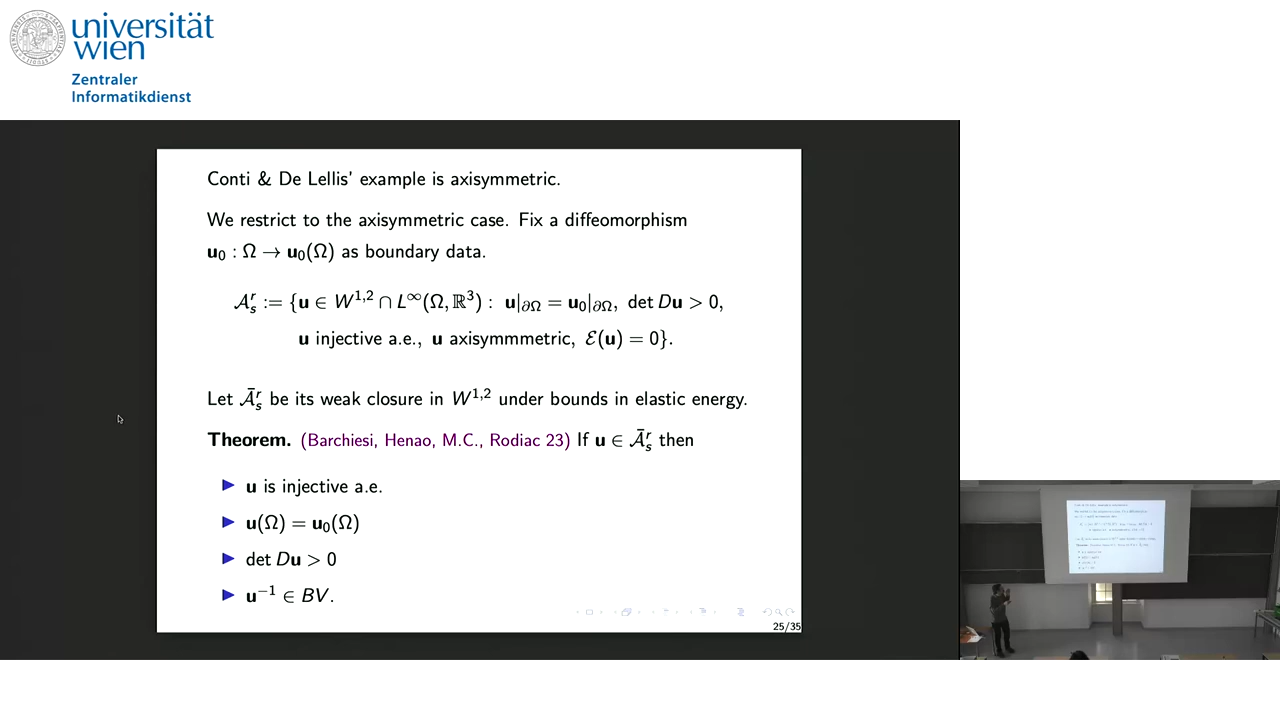 universität
wien
Zentraler
Informatikdienst
Conti & De Lellis' example is axisymmetric.
We restrict to the axisymmetric case. Fix a diffeomorphism
u₀ : Ω → u₀(Ω) as boundary data.
𝒜ₛʳ := {u ∈ W¹,² ∩ L^∞(Ω, ℝ³) : u|∂Ω = u₀|∂Ω, det Du > 0,
u injective a.e., u axisymmmetric, ℰ(u) = 0}.
Let 𝒜̄ₛʳ be its weak closure in W¹,² under bounds in elastic energy.
Theorem. (Barchiesi, Henao, M.C., Rodiac 23) If u ∈ 𝒜̄ₛʳ then
▶ u is injective a.e.
▶ u(Ω) = u₀(Ω)
▶ det Du > 0
▶ u⁻¹ ∈ BV.
25/35